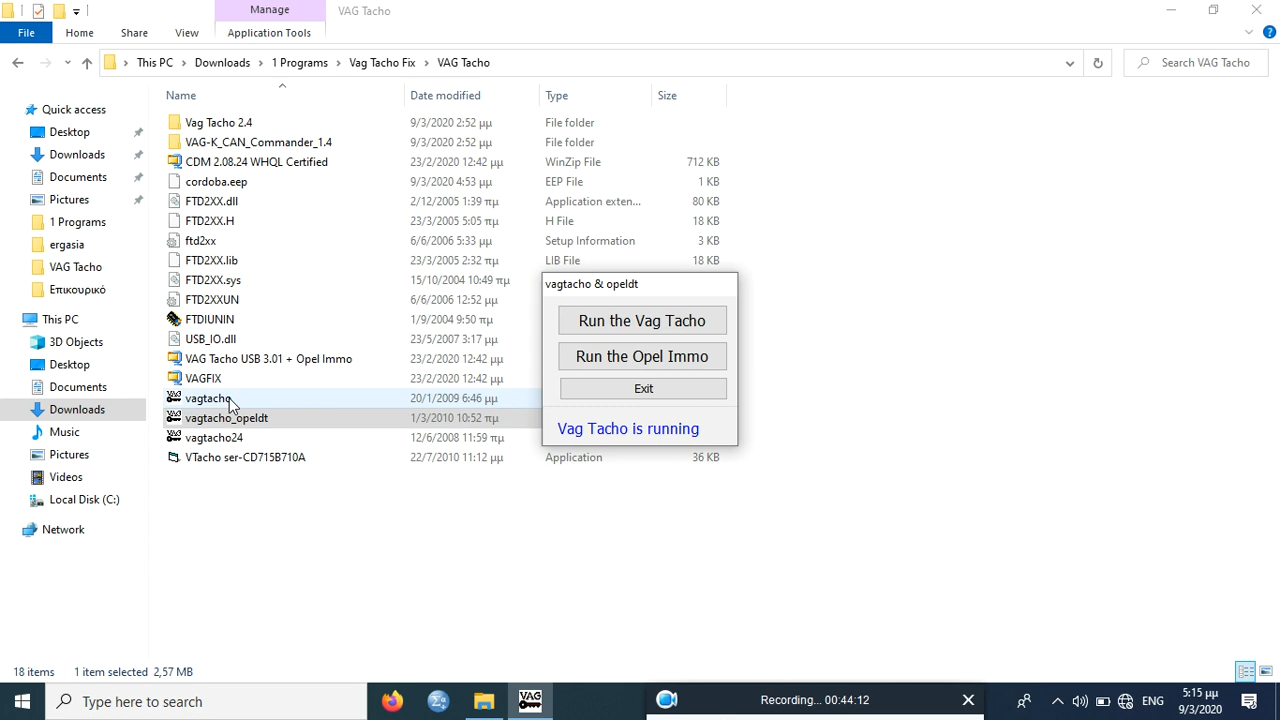 Manage
VAG Tacho
File
Home
Share
View
Application Tools
This PC
Downloads
1 Programs
Vag Tacho Fix
VAG Tacho
Search VAG Tacho
Name
Date modified
Type
Size
Quick access
Desktop
Downloads
Documents
Pictures
1 Programs
ergasia
VAG Tacho
Επικουρικό
This PC
3D Objects
Desktop
Documents
Downloads
Music
Pictures
Videos
Local Disk (C:)
Network
Vag Tacho 2.4 9/3/2020 2:52 μμ File folder
VAG-K_CAN_Commander_1.4 9/3/2020 2:52 μμ File folder
CDM 2.08.24 WHQL Certified 23/2/2020 12:42 μμ WinZip File 712 KB
cordoba.eep 9/3/2020 4:53 μμ EEP File 1 KB
FTD2XX.dll 2/12/2005 1:39 πμ Application exten... 80 KB
FTD2XX.H 23/3/2005 5:05 πμ H File 18 KB
ftd2xx 6/6/2006 5:33 μμ Setup Information 3 KB
FTD2XX.lib 23/3/2005 2:32 πμ LIB File 18 KB
FTD2XX.sys 15/10/2004 10:49 πμ
FTD2XXUN 6/6/2006 12:52 μμ
FTDIUNIN 1/9/2004 9:50 πμ
USB_IO.dll 23/5/2007 3:17 μμ
VAG Tacho USB 3.01 + Opel Immo 23/2/2020 12:42 μμ
VAGFIX 23/2/2020 12:42 μμ
vagtacho 20/1/2009 6:46 μμ
vagtacho_opeldt 1/3/2010 10:52 πμ
vagtacho24 12/6/2008 11:59 πμ
VTacho ser-CD715B710A 22/7/2010 11:12 μμ Application 36 KB
vagtacho & opeldt
Run the Vag Tacho
Run the Opel Immo
Exit
Vag Tacho is running
18 items 1 item selected 2,57 MB
Type here to search
VAG
Recording... 00:44:12
ENG
5:15 μμ
9/3/2020